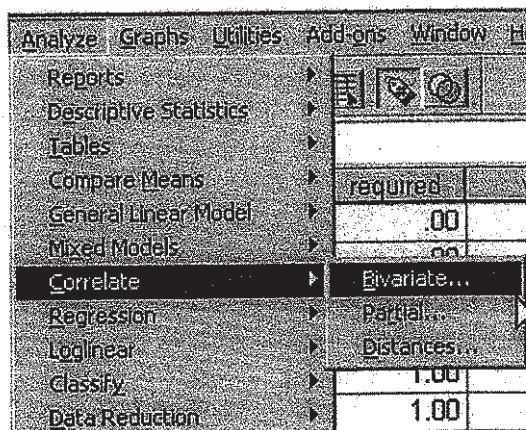 Analyze Graphs Utilities Add-ons Window H
Reports
Descriptive Statistics
Tables
Compare Means
required
General Linear Model
.00
Mixed Models
.00
Correlate
Bivariate...
Regression
Partial...
Loglinear
Distances...
Classify
1.00
Data Reduction
1.00